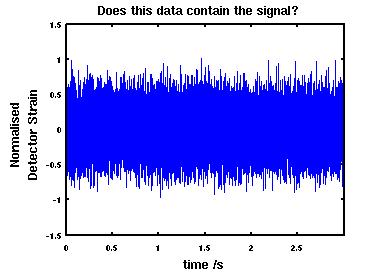 Does this data contain the signal?
1.5
1
0.5
0
-0.5
-1
-1.5
Normalised
Detector Strain
0 0.5 1 1.5 2 2.5
time /s